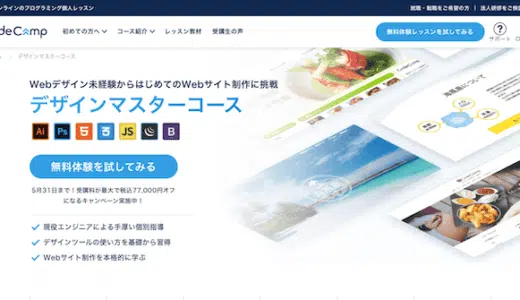 ンラインのプログラミング個人レッスン
就職・転職をご希望の方 | 法人研修をご検
deCamp
初めての方へ コース紹介 レッスン教材 受講生の声
無料体験レッスンを試してみる
サポート
デザインマスターコース
Webデザイン未経験からはじめてのWebサイト制作に挑戦
デザインマスターコース
Ai Ps 5 3 JS B
無料体験を試してみる
5月31日まで！受講料が最大で税込77,000円オフ
になるキャンペーン実施中！
現役エンジニアによる手厚い個別指導
デザインツールの使い方を基礎から習得
Webサイト制作を本格的に学ぶ